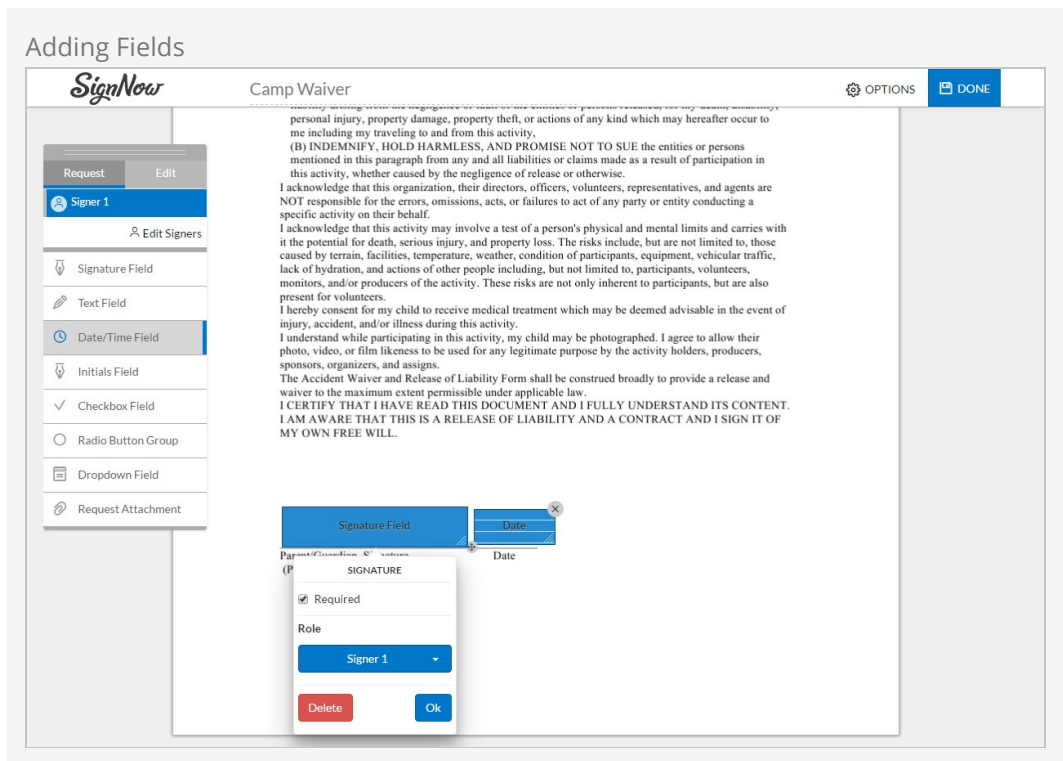 Adding Fields
SignNow
Camp Waiver
OPTIONS
DONE
Request
Edit
Signer 1
Edit Signers
Signature Field
Text Field
Date/Time Field
Initials Field
Checkbox Field
Radio Button Group
Dropdown Field
Request Attachment
personal injury, property damage, property theft, or actions of any kind which may hereafter occur to
me including my traveling to and from this activity,
(B) INDEMNIFY, HOLD HARMLESS, AND PROMISE NOT TO SUE the entities or persons
mentioned in this paragraph from any and all liabilities or claims made as a result of participation in
this activity, whether caused by the negligence of release or otherwise.
I acknowledge that this organization, their directors, officers, volunteers, representatives, and agents are
NOT responsible for the errors, omissions, acts, or failures to act of any party or entity conducting a
specific activity on their behalf.
I acknowledge that this activity may involve a test of a person's physical and mental limits and carries with
it the potential for death, serious injury, and property loss. The risks include, but are not limited to, those
caused by terrain, facilities, temperature, weather, condition of participants, equipment, vehicular traffic,
lack of hydration, and actions of other people including, but not limited to, participants, volunteers,
monitors, and/or producers of the activity. These risks are not only inherent to participants, but are also
present for volunteers.
I hereby consent for my child to receive medical treatment which may be deemed advisable in the event of
injury, accident, and/or illness during this activity.
I understand while participating in this activity, my child may be photographed. I agree to allow their
photo, video, or film likeness to be used for any legitimate purpose by the activity holders, producers,
sponsors, organizers, and assigns.
The Accident Waiver and Release of Liability Form shall be construed broadly to provide a release and
waiver to the maximum extent permissible under applicable law.
I CERTIFY THAT I HAVE READ THIS DOCUMENT AND I FULLY UNDERSTAND ITS CONTENT.
I AM AWARE THAT THIS IS A RELEASE OF LIABILITY AND A CONTRACT AND I SIGN IT OF
MY OWN FREE WILL.
Signature Field
Date
Date
(P
SIGNATURE
Required
Role
Signer 1
Delete
Ok